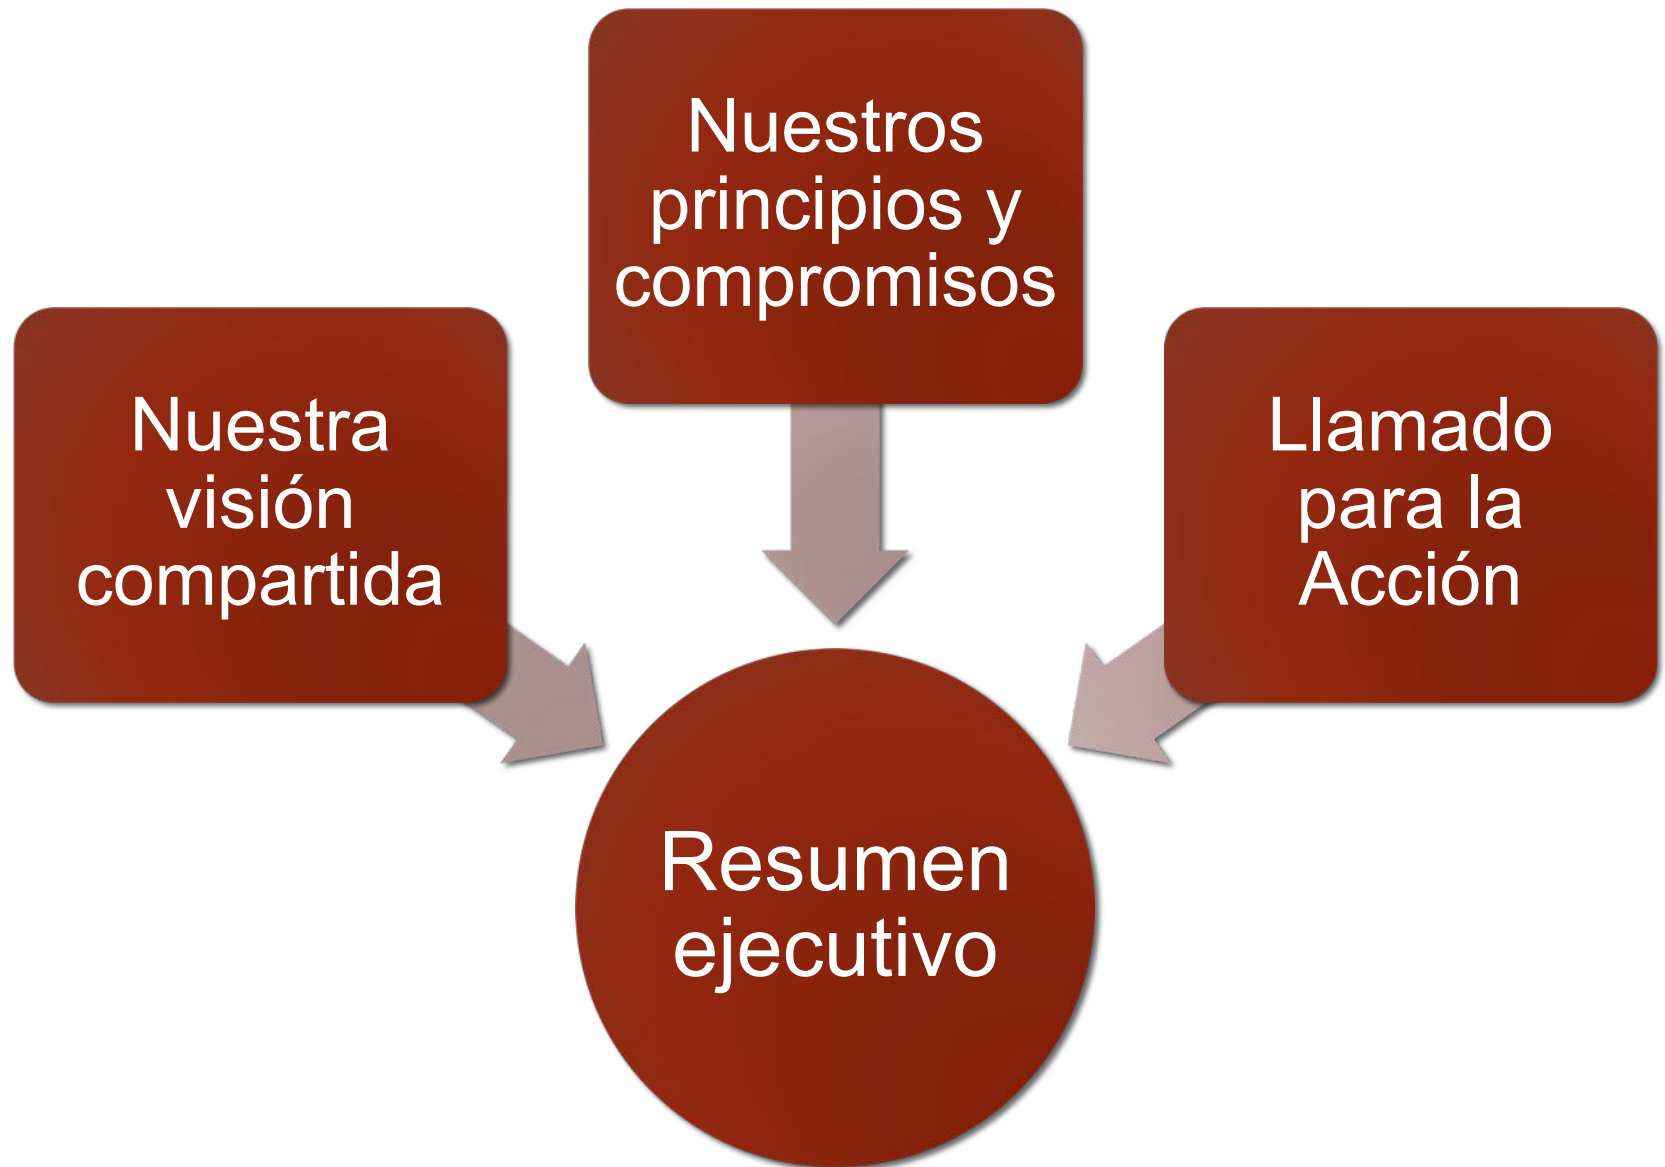 Nuestros
principios y
compromisos
Nuestra
visión
compartida
Llamado
para la
Acción
Resumen
ejecutivo